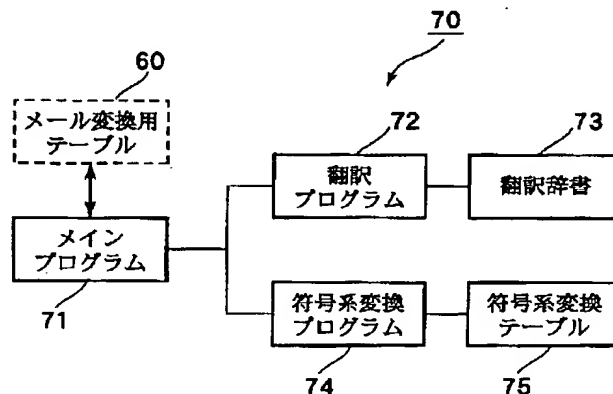 70
60
メール変換用
テーブル
72
73
翻訳
プログラム
翻訳辞書
メイン
プログラム
71
符号系変換
プログラム
符号系変換
テーブル
74
75